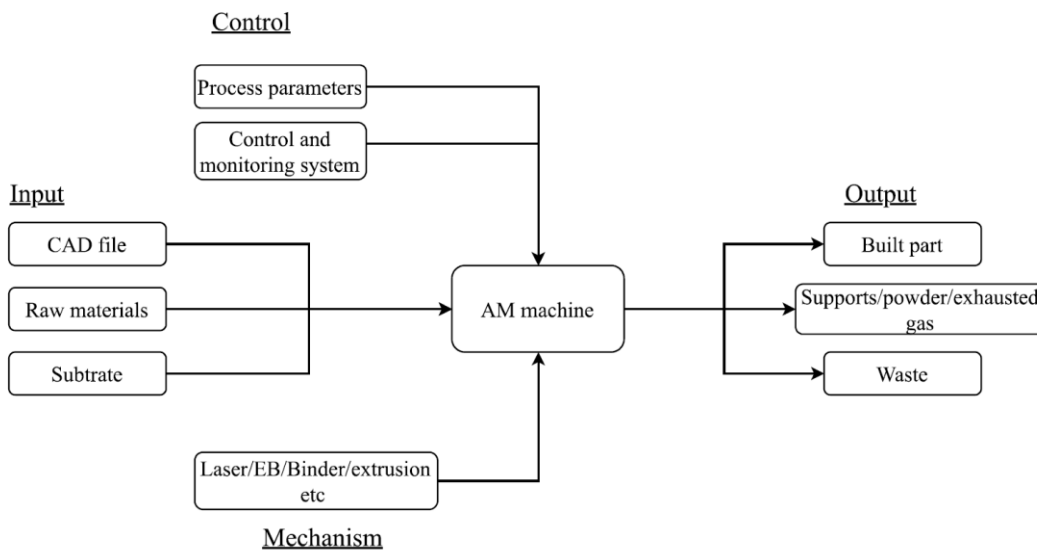 Control
Process parameters
Control and
monitoring system
Input
CAD file
Raw materials
Subtrate
AM machine
Output
Built part
Supports/powder/exhausted
gas
Waste
Laser/EB/Binder/extrusion
etc
Mechanism